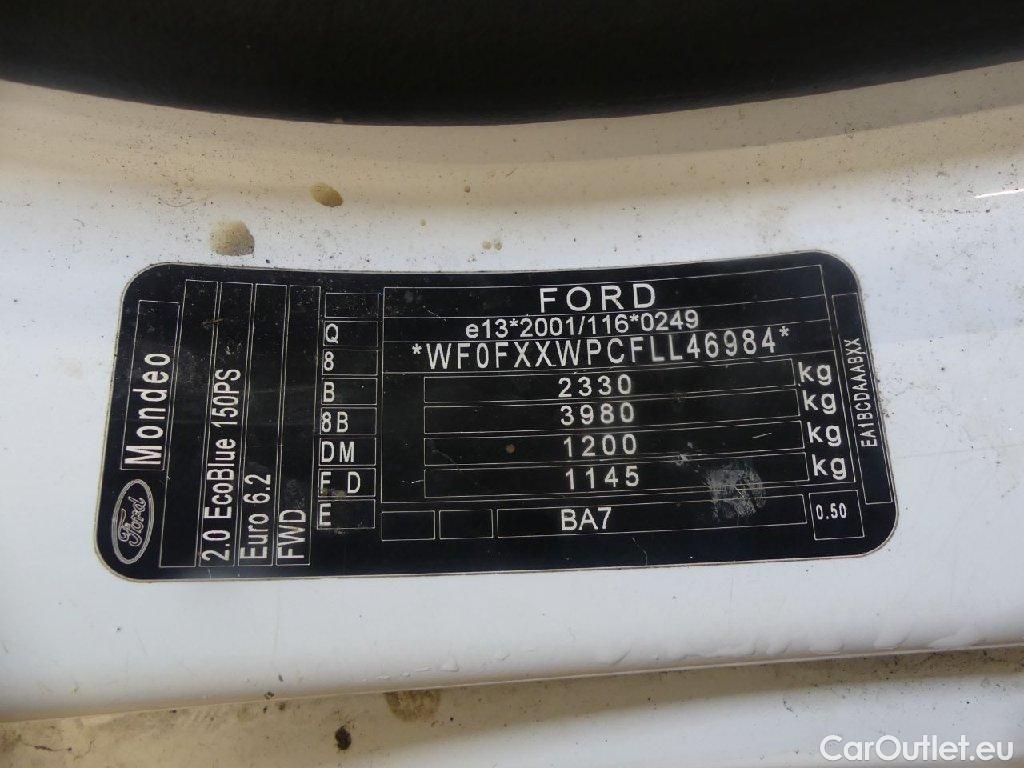 FORD
e13*2001/116*0249
*WF0FXXWPCFLL46984*
2330 kg
3980 kg
1200 kg
1145 kg
BA7
0.50
EA1BCDAAABXX
Q
8
B
8B
DM
F D
E
Mondeo
Ford
2.0 EcoBlue 150PS
Euro 6.2
FWD
CarOutlet.eu